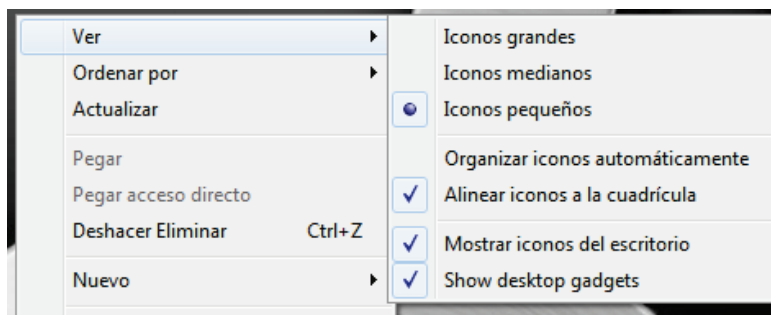 Ver
Ordenar por
Actualizar
Pegar
Pegar acceso directo
Deshacer Eliminar Ctrl+Z
Nuevo
Iconos grandes
Iconos medianos
Iconos pequeños
Organizar iconos automáticamente
Alinear iconos a la cuadrícula
Mostrar iconos del escritorio
Show desktop gadgets